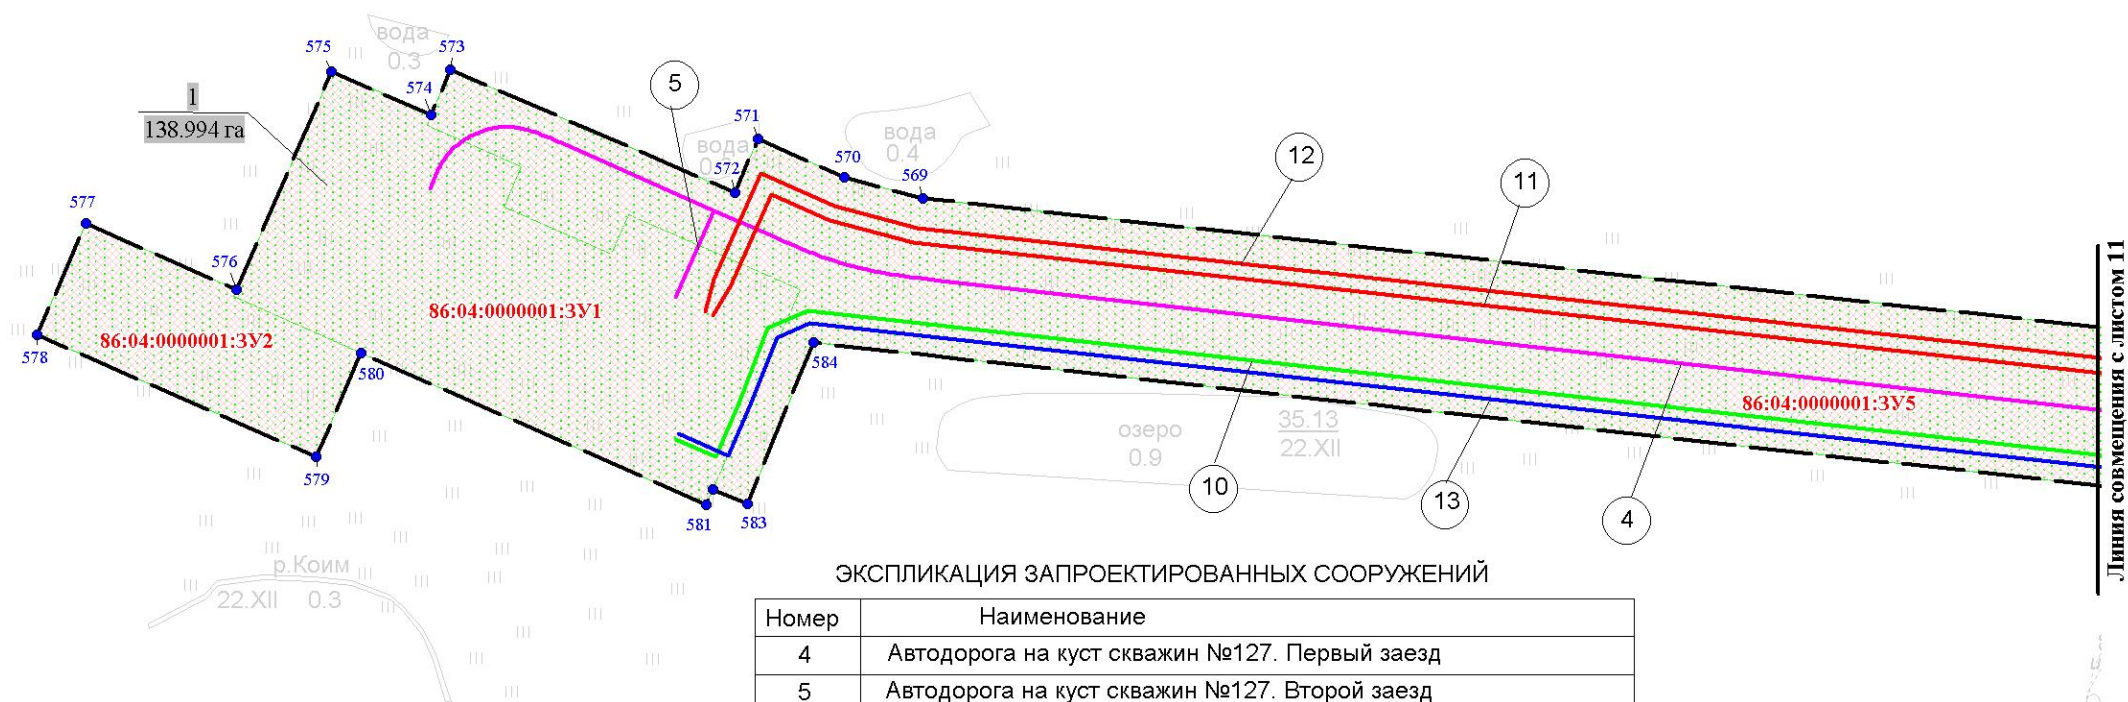 вода
0.3
575
573
574
1
138.994 га
5
571
вода
572
570
вода
0.4
569
12
11
577
576
86:04:0000001:ЗУ1
86:04:0000001:ЗУ2
578
580
584
86:04:0000001:ЗУ5
Линия совмещения с листом 11
озеро
0.9
35.13
22.XII
579
581
583
10
13
4
р.Коим
22.XII 0.3
ЭКСПЛИКАЦИЯ ЗАПРОЕКТИРОВАННЫХ СООРУЖЕНИЙ
Номер Наименование
4 Автодорога на куст скважин №127. Первый заезд
5 Автодорога на куст скважин №127. Второй заезд